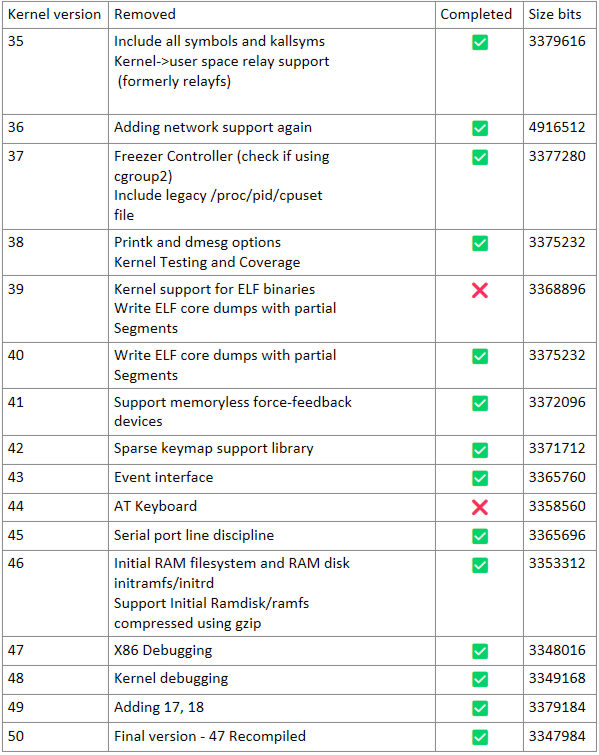 Kernel version Removed Completed Size bits
35 Include all symbols and kallsyms ✅ 3379616
Kernel->user space relay support
(formerly relayfs)
36 Adding network support again ✅ 4916512
37 Freezer Controller (check if using ✅ 3377280
cgroup2)
Include legacy /proc/pid/cpuset
file
38 Printk and dmesg options ✅ 3375232
Kernel Testing and Coverage
39 Kernel support for ELF binaries ❌ 3368896
Write ELF core dumps with partial
Segments
40 Write ELF core dumps with partial ✅ 3375232
Segments
41 Support memoryless force-feedback ✅ 3372096
devices
42 Sparse keymap support library ✅ 3371712
43 Event interface ✅ 3365760
44 AT Keyboard ❌ 3358560
45 Serial port line discipline ✅ 3365696
46 Initial RAM filesystem and RAM disk ✅ 3353312
initramfs/initrd
Support Initial Ramdisk/ramfs
compressed using gzip
47 X86 Debugging ✅ 3348016
48 Kernel debugging ✅ 3349168
49 Adding 17, 18 ✅ 3379184
50 Final version - 47 Recompiled ✅ 3347984